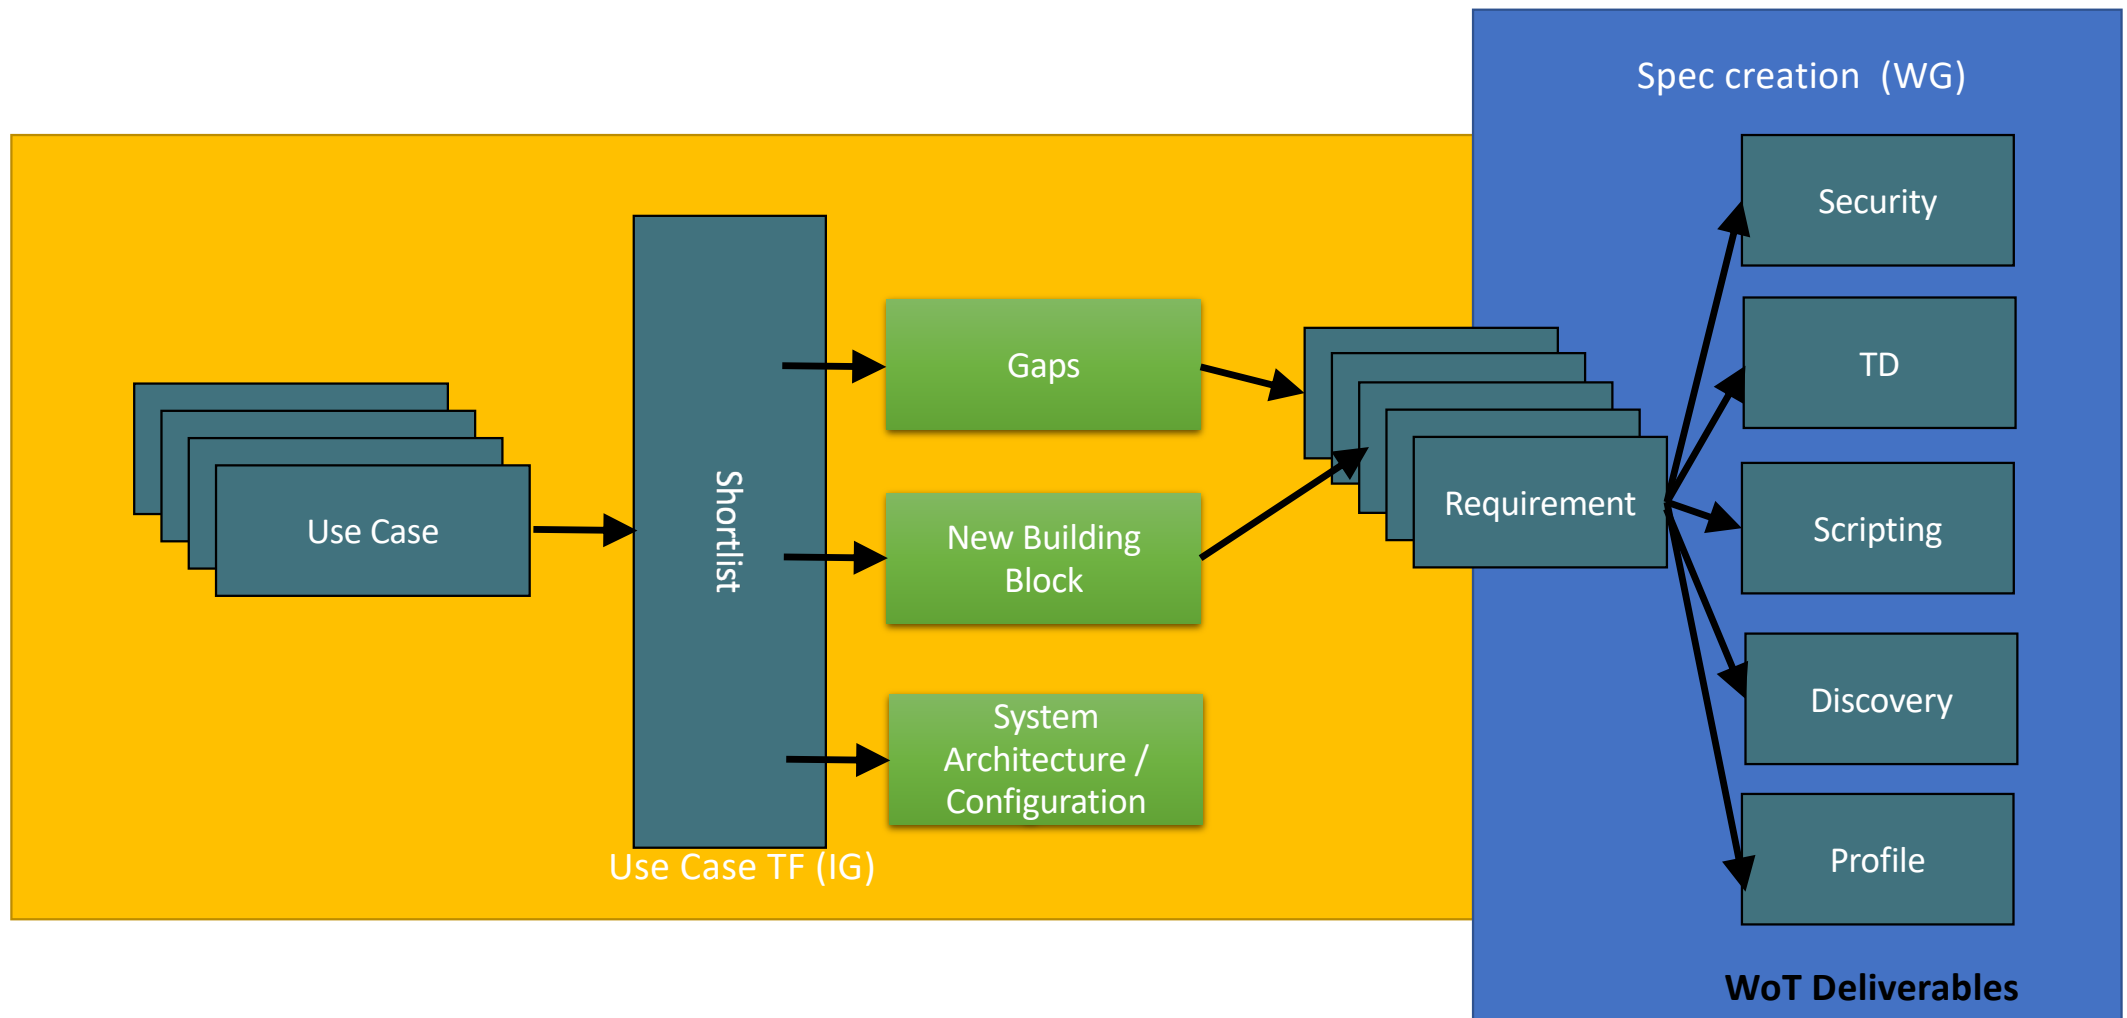 Spec creation  (WG)
Security
Gaps
TD
Shortlist
Use Case
New Building
Block
Requirement
Scripting
System
Architecture /
Configuration
Discovery
Use Case TF (IG)
Profile
WoT Deliverables